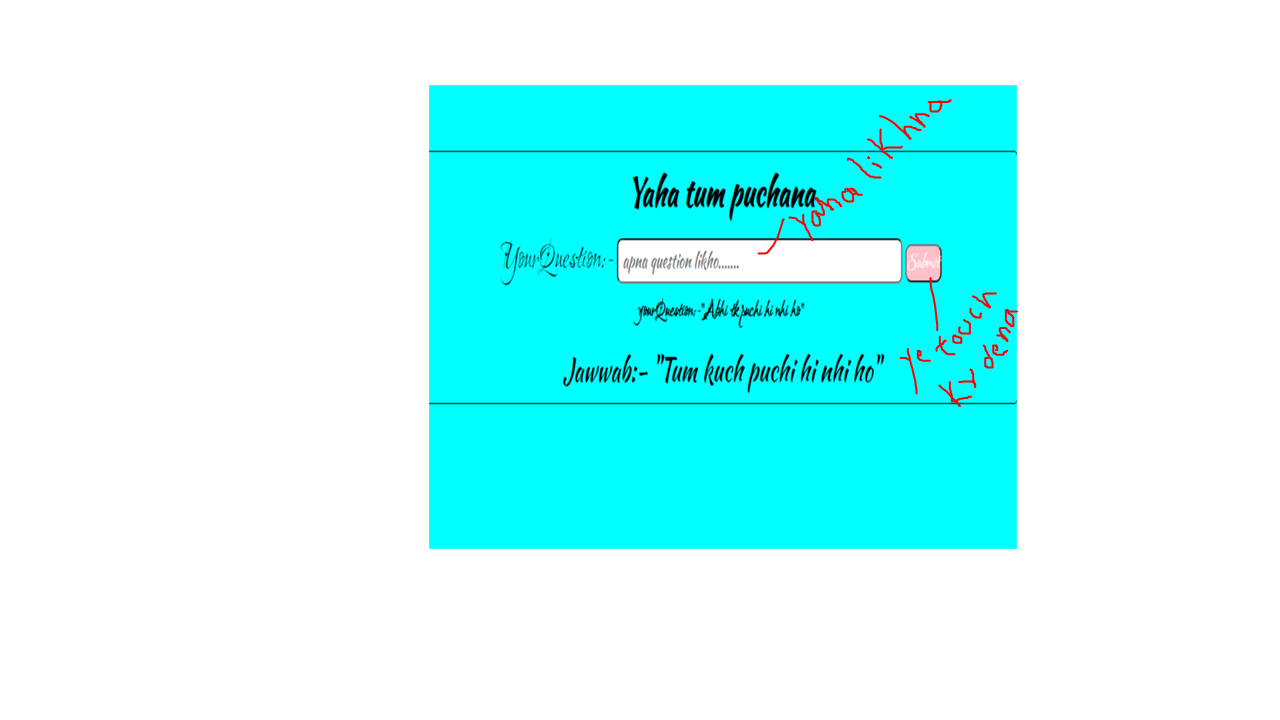 Yaha tum puchana
yaha likhna
YourQuestion:- apna question likho....... Submit
yourQuestion:-"Abhi tk puchi hi nhi ho"
ye touch
kr dena
Jawwab:- "Tum kuch puchi hi nhi ho"